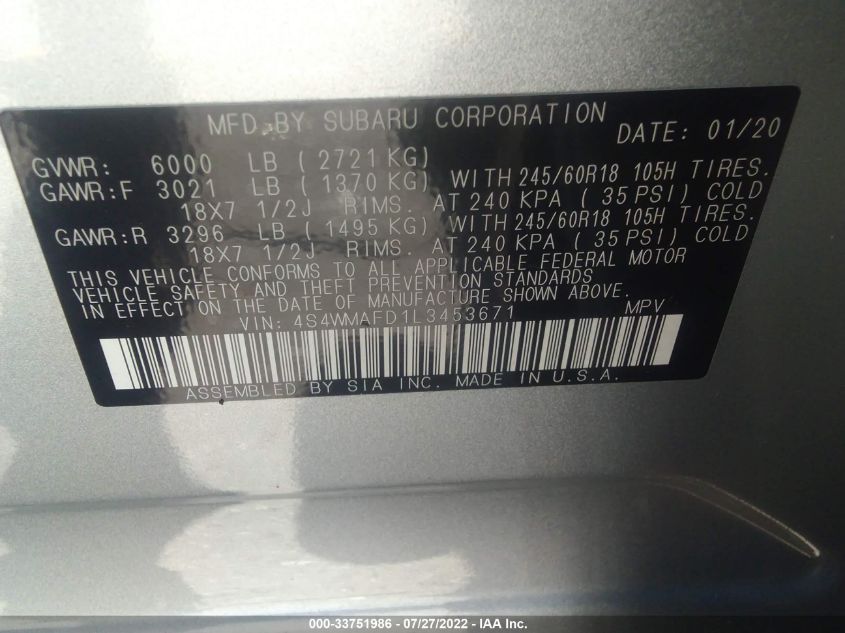 MFD. BY SUBARU CORPORATION
DATE: 01/20
GVWR: 6000 LB ( 2721 KG)
GAWR:F 3021 LB ( 1370 KG) WITH 245/60R18 105H TIRES.
18X7 1/2J RIMS. AT 240 KPA ( 35 PSI) COLD
GAWR:R 3296 LB ( 1495 KG) WITH 245/60R18 105H TIRES.
18X7 1/2J RIMS. AT 240 KPA ( 35 PSI) COLD
THIS VEHICLE CONFORMS TO ALL APPLICABLE FEDERAL MOTOR
VEHICLE SAFETY AND THEFT PREVENTION STANDARDS
IN EFFECT ON THE DATE OF MANUFACTURE SHOWN ABOVE.
VIN: 4S4WMAFD1L3453671 MPV
ASSEMBLED BY SIA INC. MADE IN U.S.A.
000-33751986 - 07/27/2022 - IAA Inc.